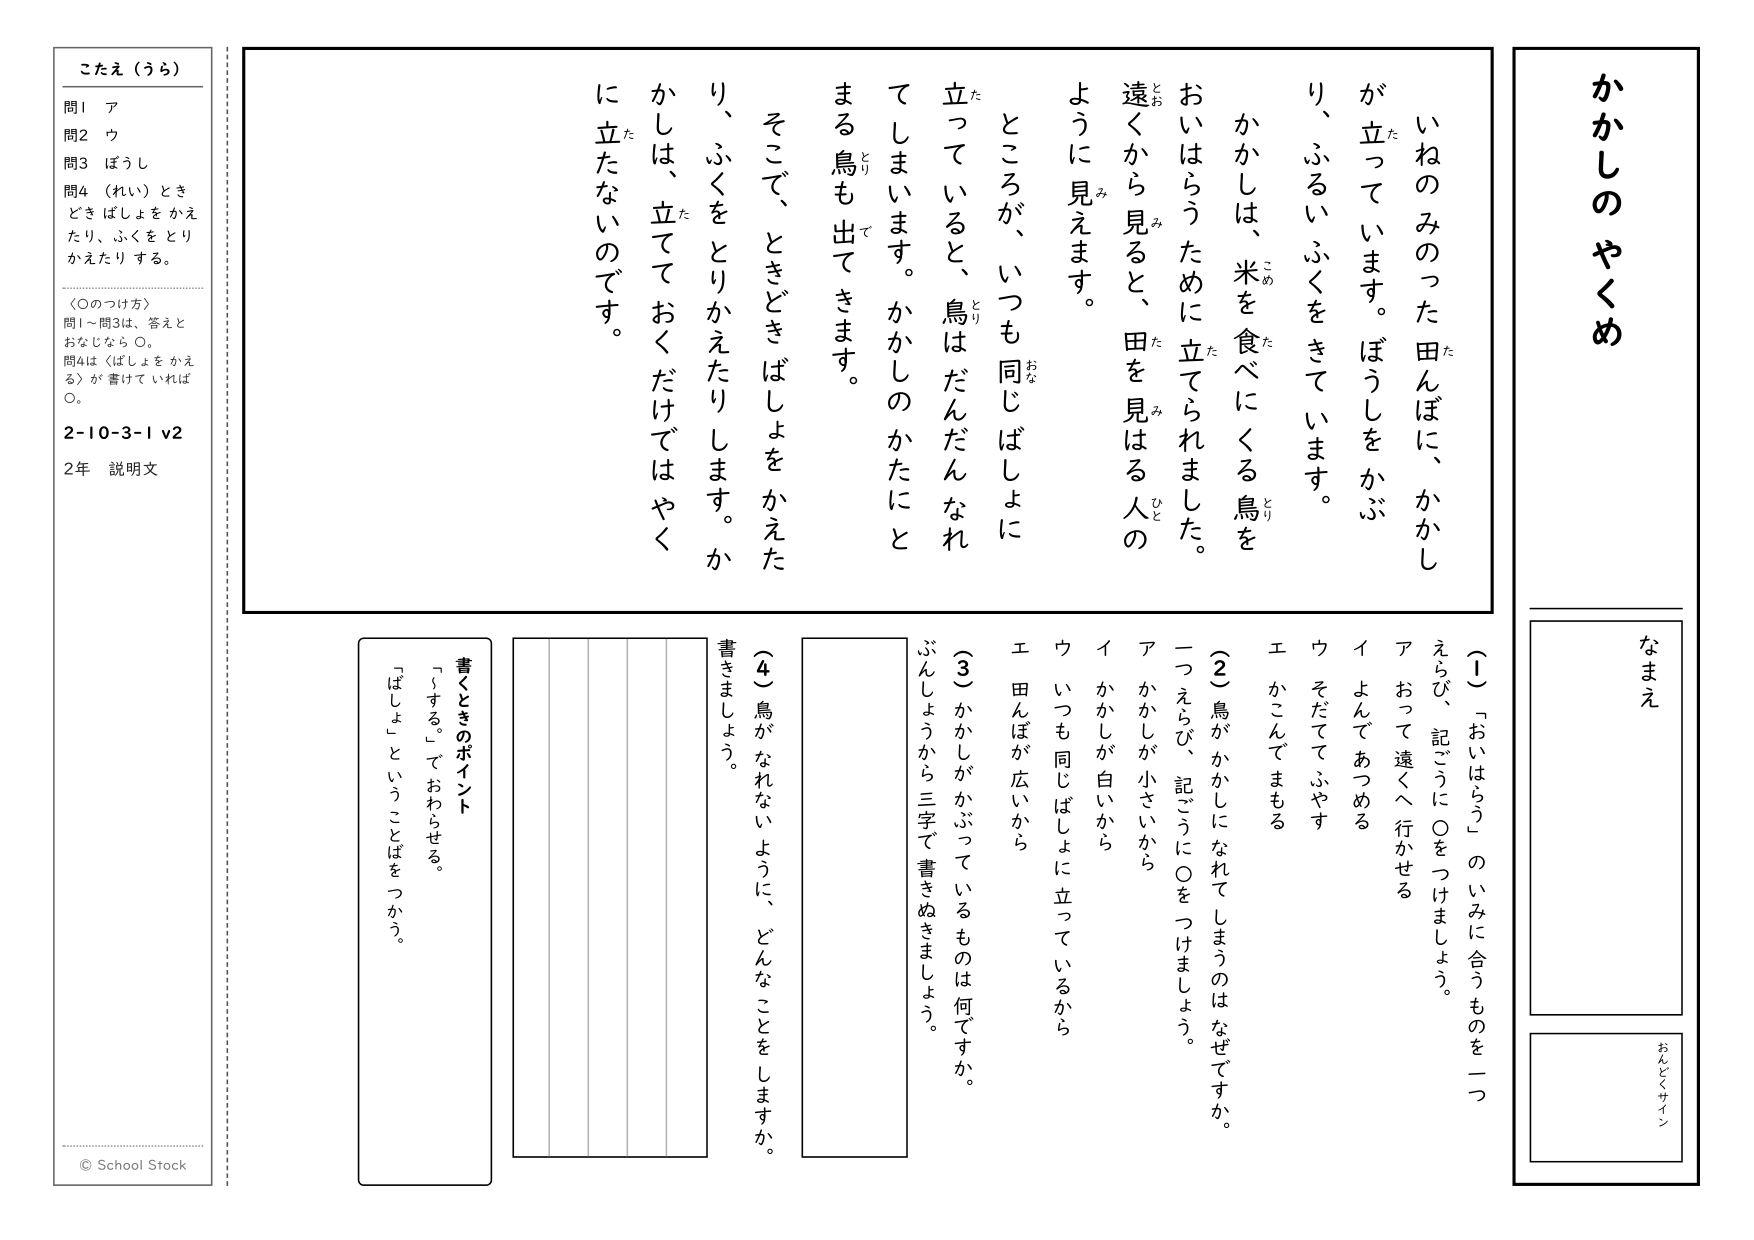 かかしの やくめ
なまえ
おんどくサイン
いねの みのった 田んぼに、かかし
が 立って います。ぼうしを かぶ
り、ふるい ふくを きて います。
かかしは、米を 食べに くる 鳥を
おいはらう ために 立てられました。
遠くから 見ると、田を 見はる 人の
ように 見えます。
ところが、いつも 同じ ばしょに
立って いると、鳥は だんだん なれ
て しまいます。かかしの かたに と
まる 鳥も 出て きます。
そこで、ときどき ばしょを かえた
り、ふくを とりかえたり します。か
かしは、立てて おく だけでは やく
に 立たないのです。
(1)「おいはらう」の いみに 合う ものを 一つ
えらび、記ごうに 〇を つけましょう。
ア おって 遠くへ 行かせる
イ よんで あつめる
ウ そだてて ふやす
エ かこんで まもる
(2) 鳥が かかしに なれて しまうのは なぜですか。
一つ えらび、記ごうに 〇を つけましょう。
ア かかしが 小さいから
イ かかしが 白いから
ウ いつも 同じ ばしょに 立って いるから
エ 田んぼが 広いから
(3) かかしが かぶって いる ものは 何ですか。
ぶんしょうから 三字で 書きぬきましょう。
(4) 鳥が なれない ように、どんな ことを しますか。
書きましょう。
書くときのポイント
「~する。」で おわらせる。
「ばしょ」と いう ことばを つかう。
こたえ（うら）
問1 ア
問2 ウ
問3 ぼうし
問4 （れい）とき
どき ばしょを かえ
たり、ふくを とり
かえたり する。
〈〇のつけ方〉
問1～問3は、答えと
おなじなら 〇。
問4は〈ばしょを かえ
る〉が 書けて いれば
〇。
2-10-3-1 v2
2年 説明文
© School Stock